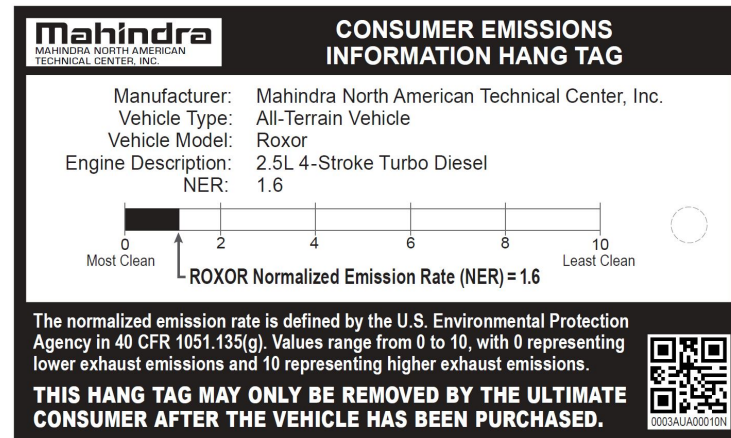 Mahindra
MAHINDRA NORTH AMERICAN
TECHNICAL CENTER, INC.
CONSUMER EMISSIONS
INFORMATION HANG TAG
Manufacturer: Mahindra North American Technical Center, Inc.
Vehicle Type: All-Terrain Vehicle
Vehicle Model: Roxor
Engine Description: 2.5L 4-Stroke Turbo Diesel
NER: 1.6
0 2 4 6 8 10
Most Clean Least Clean
ROXOR Normalized Emission Rate (NER) = 1.6
The normalized emission rate is defined by the U.S. Environmental Protection
Agency in 40 CFR 1051.135(g). Values range from 0 to 10, with 0 representing
lower exhaust emissions and 10 representing higher exhaust emissions.
THIS HANG TAG MAY ONLY BE REMOVED BY THE ULTIMATE
CONSUMER AFTER THE VEHICLE HAS BEEN PURCHASED.
0003AUA00010N